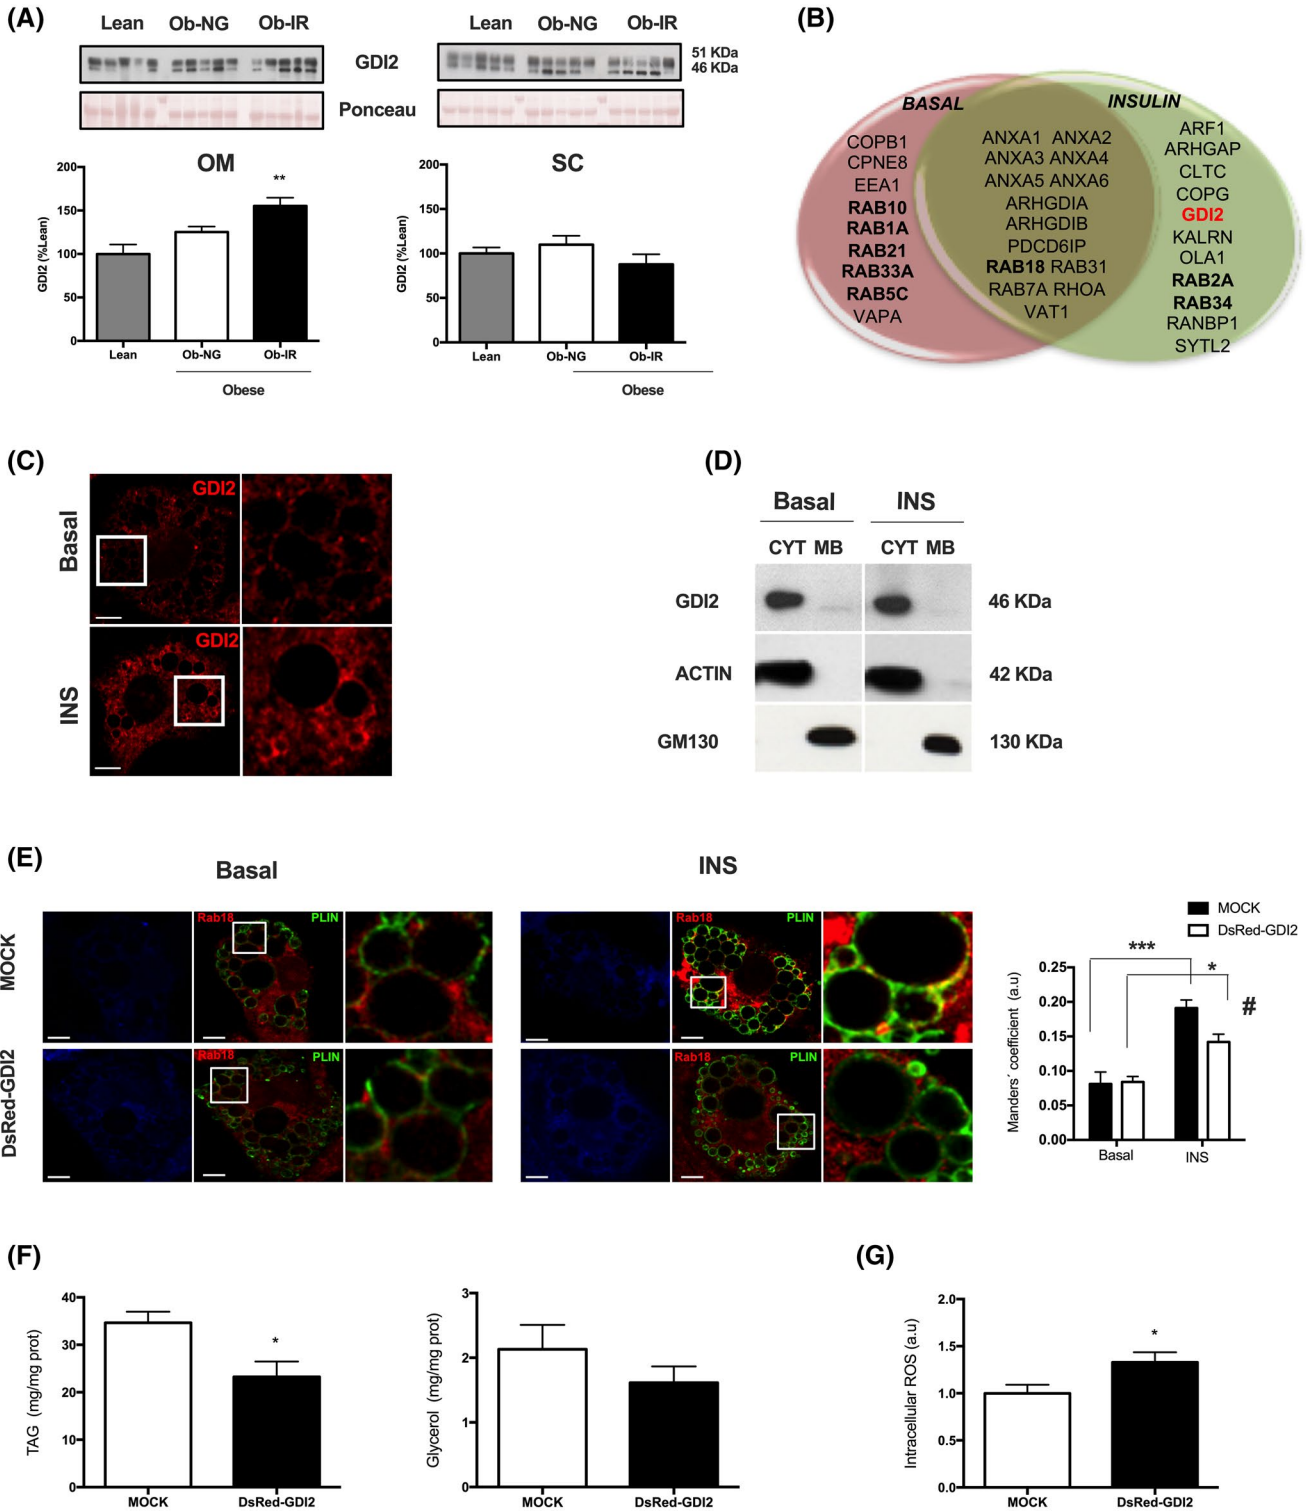 (A)
Lean Ob-NG Ob-IR
GDI2
Ponceau
Lean Ob-NG Ob-IR
51 KDa
46 KDa
OM
GDI2 (%Lean)
200
150
100
50
0
**
Lean Ob-NG Ob-IR
Obese
SC
GDI2 (%Lean)
200
150
100
50
0
Lean Ob-NG Ob-IR
Obese
(B)
BASAL
INSULIN
COPB1
CPNE8
EEA1
RAB10
RAB1A
RAB21
RAB33A
RAB5C
VAPA
ANXA1 ANXA2
ANXA3 ANXA4
ANXA5 ANXA6
ARHGDIA
ARHGDIB
PDCD6IP
RAB18 RAB31
RAB7A RHOA
VAT1
ARF1
ARHGAP
CLTC
COPG
GDI2
KALRN
OLA1
RAB2A
RAB34
RANBP1
SYTL2
(C)
Basal
GDI2
INS
GDI2
(D)
Basal INS
CYT MB CYT MB
GDI2 46 KDa
ACTIN 42 KDa
GM130 130 KDa
(E)
Basal
INS
MOCK
Rab18 PLIN
Rab18 PLIN
DsRed-GDI2
Rab18 PLIN
Rab18 PLIN
MOCK
DsRed-GDI2
***
*
#
Manders´ coefficient (a.u)
0.25
0.20
0.15
0.10
0.05
0.00
Basal INS
(F)
TAG (mg/mg prot)
40
30
20
10
0
*
MOCK DsRed-GDI2
Glycerol (mg/mg prot)
3
2
1
0
MOCK DsRed-GDI2
(G)
Intracellular ROS (a.u)
2.0
1.5
1.0
0.5
0.0
*
MOCK DsRed-GDI2